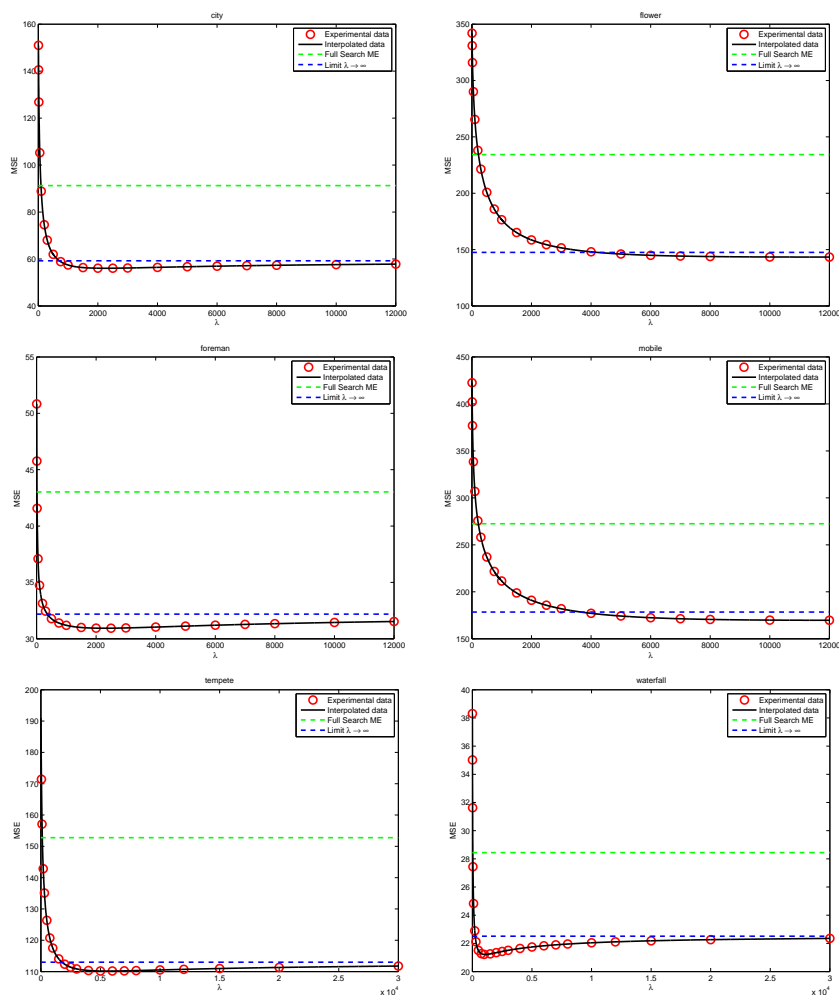 city
160
140
120
100
80
60
40
MSE
0
2000
4000
6000
8000
10000
12000
λ
Experimental data
Interpolated data
Full Search ME
Limit λ → ∞
flower
350
300
250
200
150
100
MSE
0
2000
4000
6000
8000
10000
12000
λ
Experimental data
Interpolated data
Full Search ME
Limit λ → ∞
foreman
55
50
45
40
35
30
MSE
0
2000
4000
6000
8000
10000
12000
λ
Experimental data
Interpolated data
Full Search ME
Limit λ → ∞
mobile
450
400
350
300
250
200
150
MSE
0
2000
4000
6000
8000
10000
12000
λ
Experimental data
Interpolated data
Full Search ME
Limit λ → ∞
tempete
200
190
180
170
160
150
140
130
120
110
MSE
0
0.5
1
1.5
2
2.5
3
λ
x 10⁴
Experimental data
Interpolated data
Full Search ME
Limit λ → ∞
waterfall
40
38
36
34
32
30
28
26
24
22
20
MSE
0
0.5
1
1.5
2
2.5
3
λ
x 10⁴
Experimental data
Interpolated data
Full Search ME
Limit λ → ∞